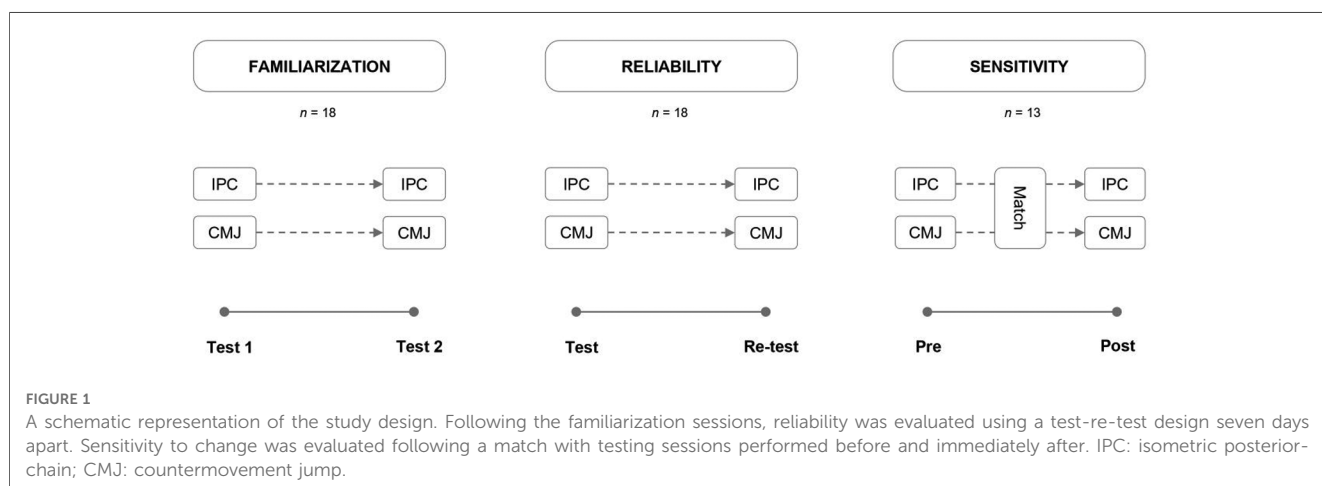 FAMILIARIZATION RELIABILITY SENSITIVITY
n = 18 n = 18 n = 13
IPC IPC IPC IPC IPC IPC
Match
CMJ CMJ CMJ CMJ CMJ CMJ
Test 1 Test 2 Test Re-test Pre Post
FIGURE 1
A schematic representation of the study design. Following the familiarization sessions, reliability was evaluated using a test-re-test design seven days
apart. Sensitivity to change was evaluated following a match with testing sessions performed before and immediately after. IPC: isometric posterior-
chain; CMJ: countermovement jump.